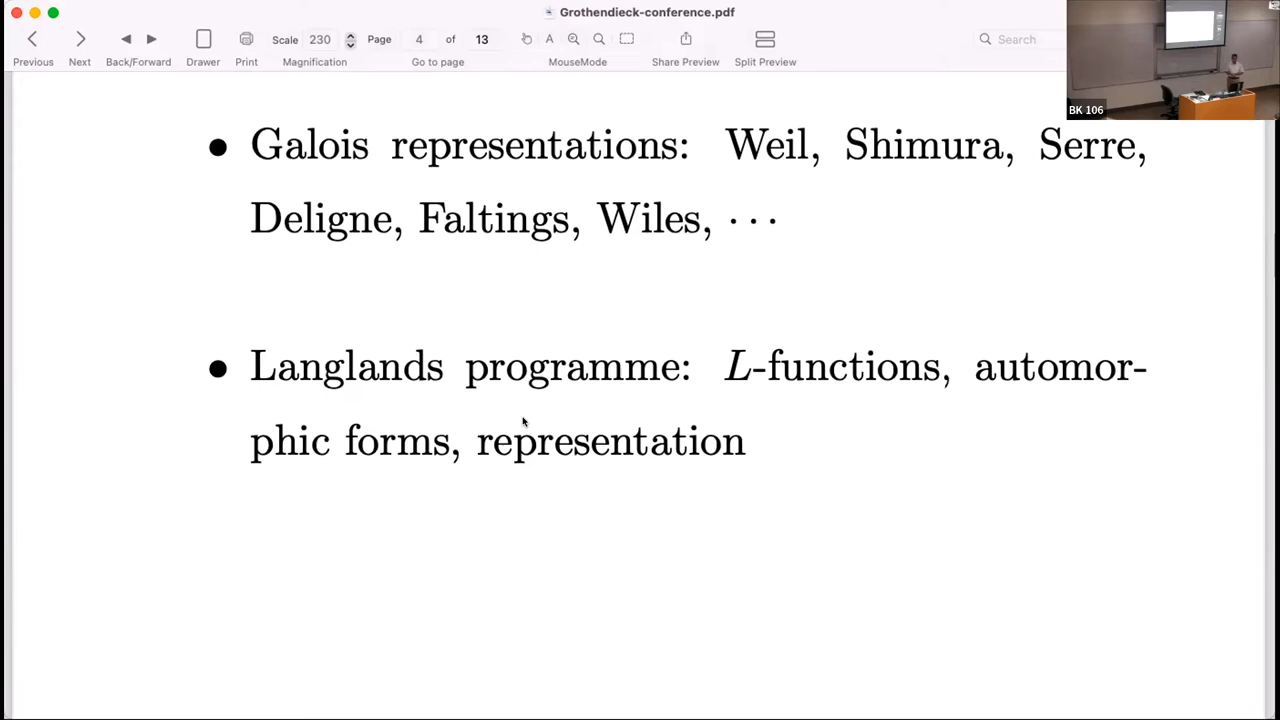 Grothendieck-conference.pdf
Scale 230 Page 4 of 13 Search
Previous Next Back/Forward Drawer Print Magnification Go to page MouseMode Share Preview Split Preview
BK 106
• Galois representations: Weil, Shimura, Serre,
Deligne, Faltings, Wiles, · · ·
• Langlands programme: L-functions, automor-
phic forms, representation